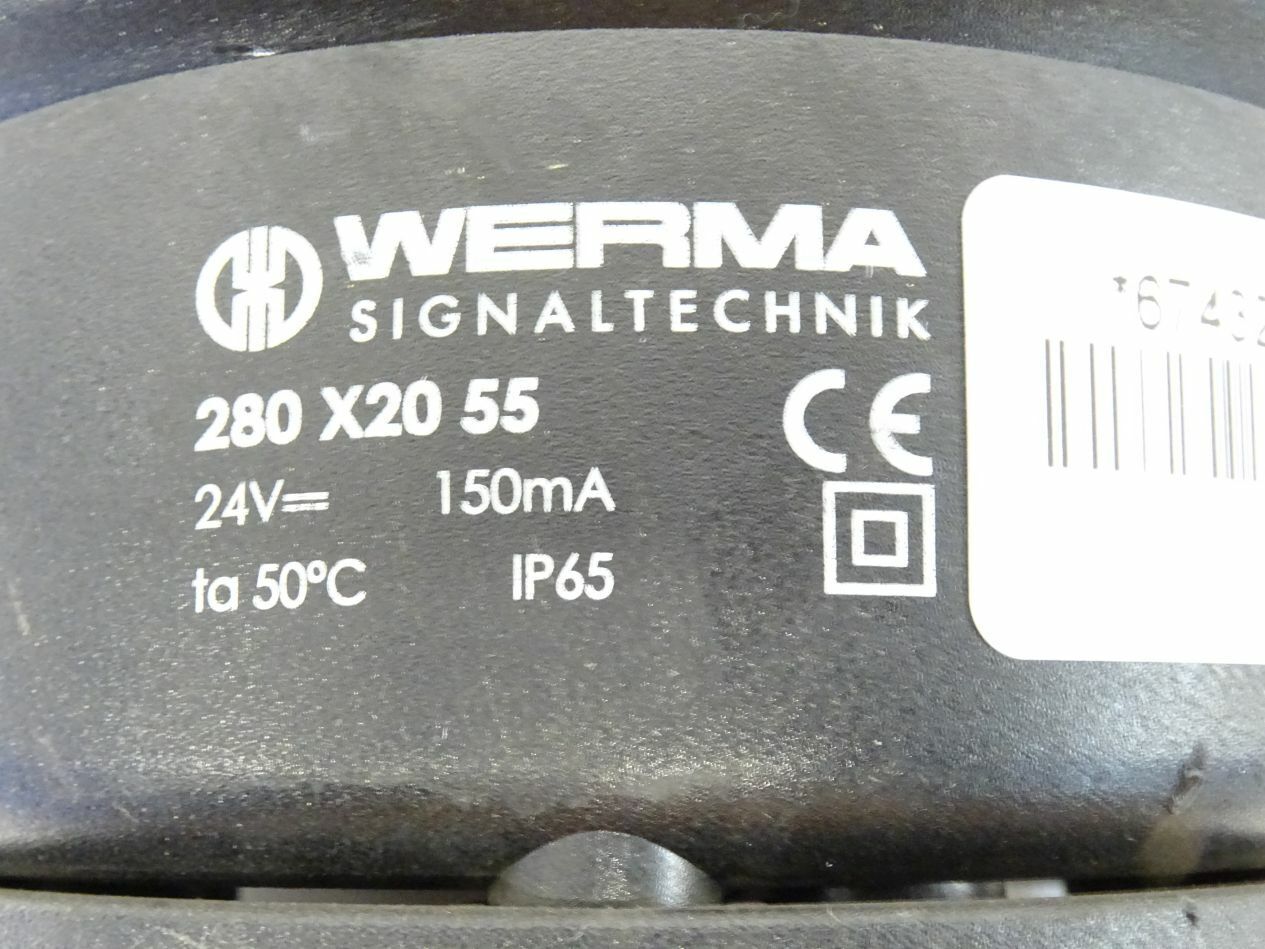 WERMA
SIGNALTECHNIK
280 X20 55
CE
24V⎓ 150mA
ta 50°C IP65